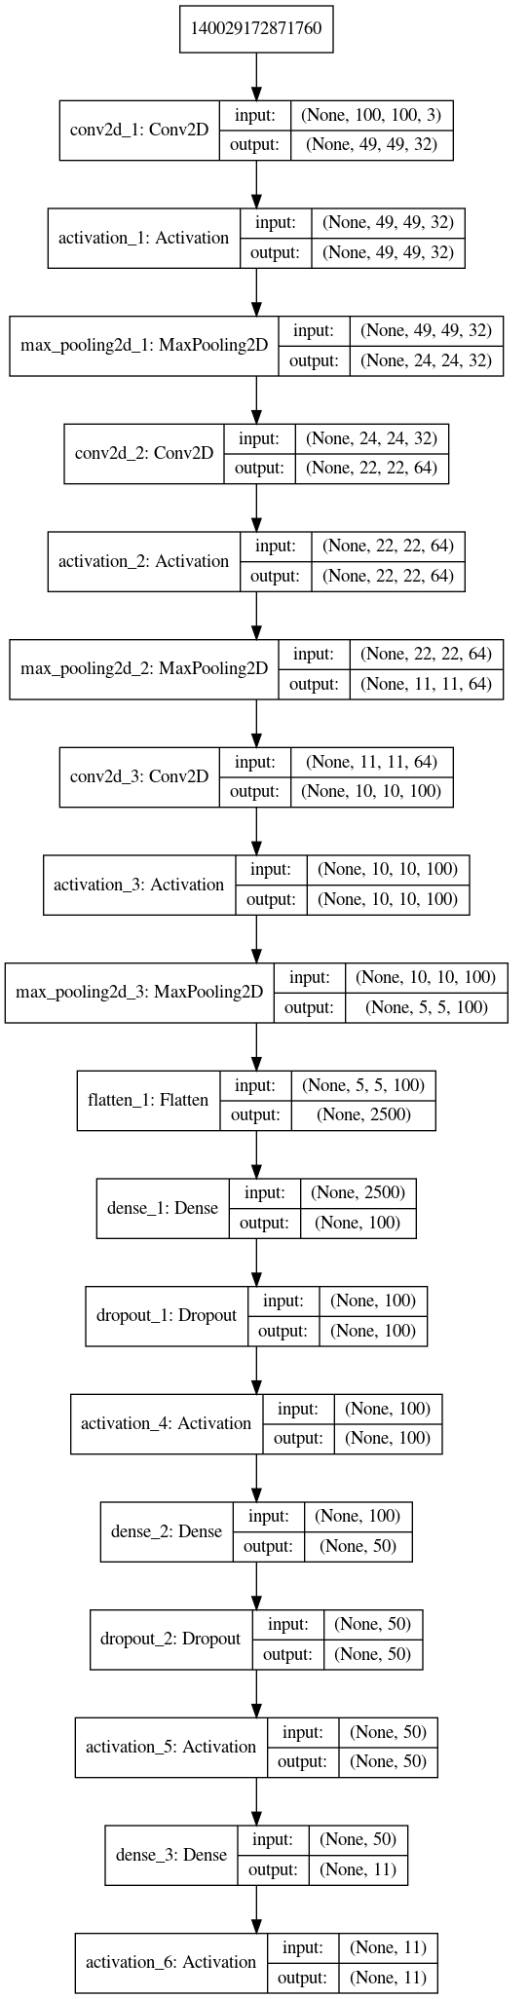 140029172871760
conv2d_1: Conv2D
input: (None, 100, 100, 3)
output: (None, 49, 49, 32)
activation_1: Activation
input: (None, 49, 49, 32)
output: (None, 49, 49, 32)
max_pooling2d_1: MaxPooling2D
input: (None, 49, 49, 32)
output: (None, 24, 24, 32)
conv2d_2: Conv2D
input: (None, 24, 24, 32)
output: (None, 22, 22, 64)
activation_2: Activation
input: (None, 22, 22, 64)
output: (None, 22, 22, 64)
max_pooling2d_2: MaxPooling2D
input: (None, 22, 22, 64)
output: (None, 11, 11, 64)
conv2d_3: Conv2D
input: (None, 11, 11, 64)
output: (None, 10, 10, 100)
activation_3: Activation
input: (None, 10, 10, 100)
output: (None, 10, 10, 100)
max_pooling2d_3: MaxPooling2D
input: (None, 10, 10, 100)
output: (None, 5, 5, 100)
flatten_1: Flatten
input: (None, 5, 5, 100)
output: (None, 2500)
dense_1: Dense
input: (None, 2500)
output: (None, 100)
dropout_1: Dropout
input: (None, 100)
output: (None, 100)
activation_4: Activation
input: (None, 100)
output: (None, 100)
dense_2: Dense
input: (None, 100)
output: (None, 50)
dropout_2: Dropout
input: (None, 50)
output: (None, 50)
activation_5: Activation
input: (None, 50)
output: (None, 50)
dense_3: Dense
input: (None, 50)
output: (None, 11)
activation_6: Activation
input: (None, 11)
output: (None, 11)